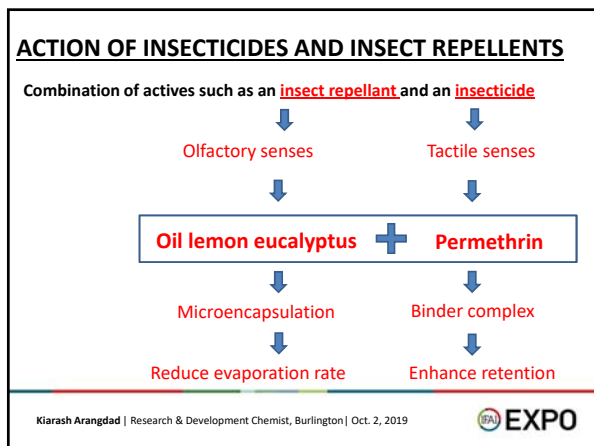 ACTION OF INSECTICIDES AND INSECT REPELLENTS
Combination of actives such as an insect repellant and an insecticide
Olfactory senses Tactile senses
Oil lemon eucalyptus Permethrin
Microencapsulation Binder complex
Reduce evaporation rate Enhance retention
Kiarash Arangdad | Research & Development Chemist, Burlington| Oct. 2, 2019
IFAI EXPO